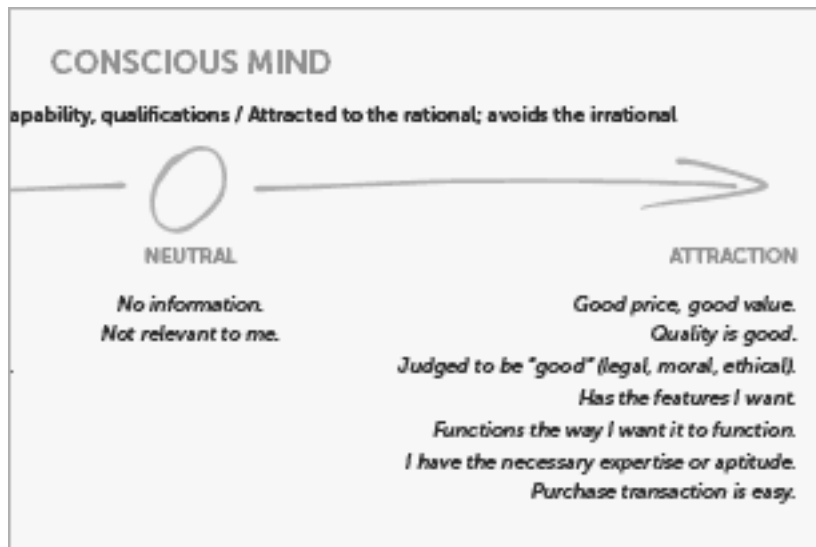 CONSCIOUS MIND
apability, qualifications / Attracted to the rational; avoids the irrational
NEUTRAL
ATTRACTION
No information.
Not relevant to me.
Good price, good value.
Quality is good.
Judged to be "good" (legal, moral, ethical).
Has the features I want.
Functions the way I want it to function.
I have the necessary expertise or aptitude.
Purchase transaction is easy.